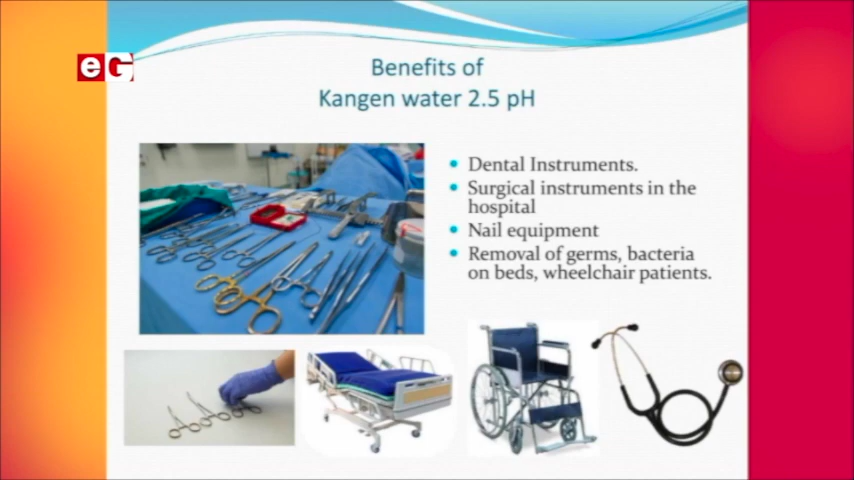 eG
Benefits of
Kangen water 2.5 pH
Dental Instruments.
Surgical instruments in the
hospital
Nail equipment
Removal of germs, bacteria
on beds, wheelchair patients.